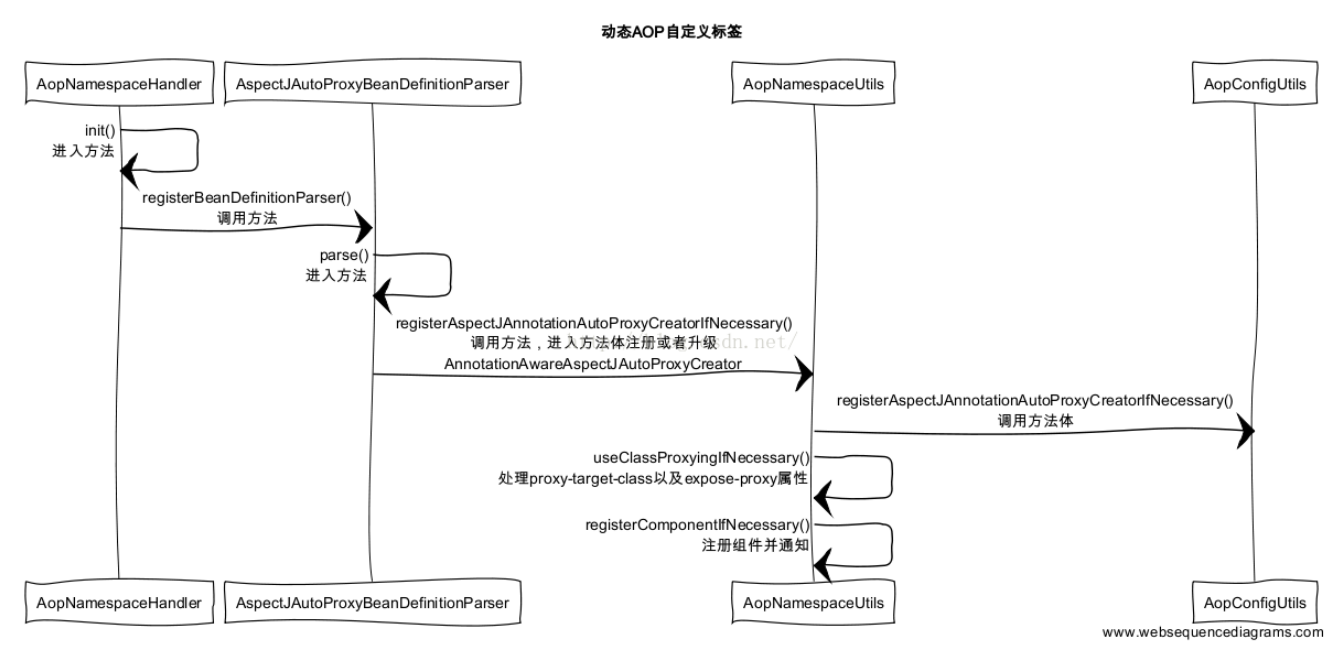 动态AOP自定义标签
AopNamespaceHandler
AspectJAutoProxyBeanDefinitionParser
AopNamespaceUtils
AopConfigUtils
init()
进入方法
registerBeanDefinitionParser()
调用方法
parse()
进入方法
registerAspectJAnnotationAutoProxyCreatorIfNecessary()
调用方法，进入方法体注册或者升级
AnnotationAwareAspectJAutoProxyCreator
registerAspectJAnnotationAutoProxyCreatorIfNecessary()
调用方法体
useClassProxyingIfNecessary()
处理proxy-target-class以及expose-proxy属性
registerComponentIfNecessary()
注册组件并通知
AopNamespaceHandler
AspectJAutoProxyBeanDefinitionParser
AopNamespaceUtils
AopConfigUtils
www.websequencediagrams.com